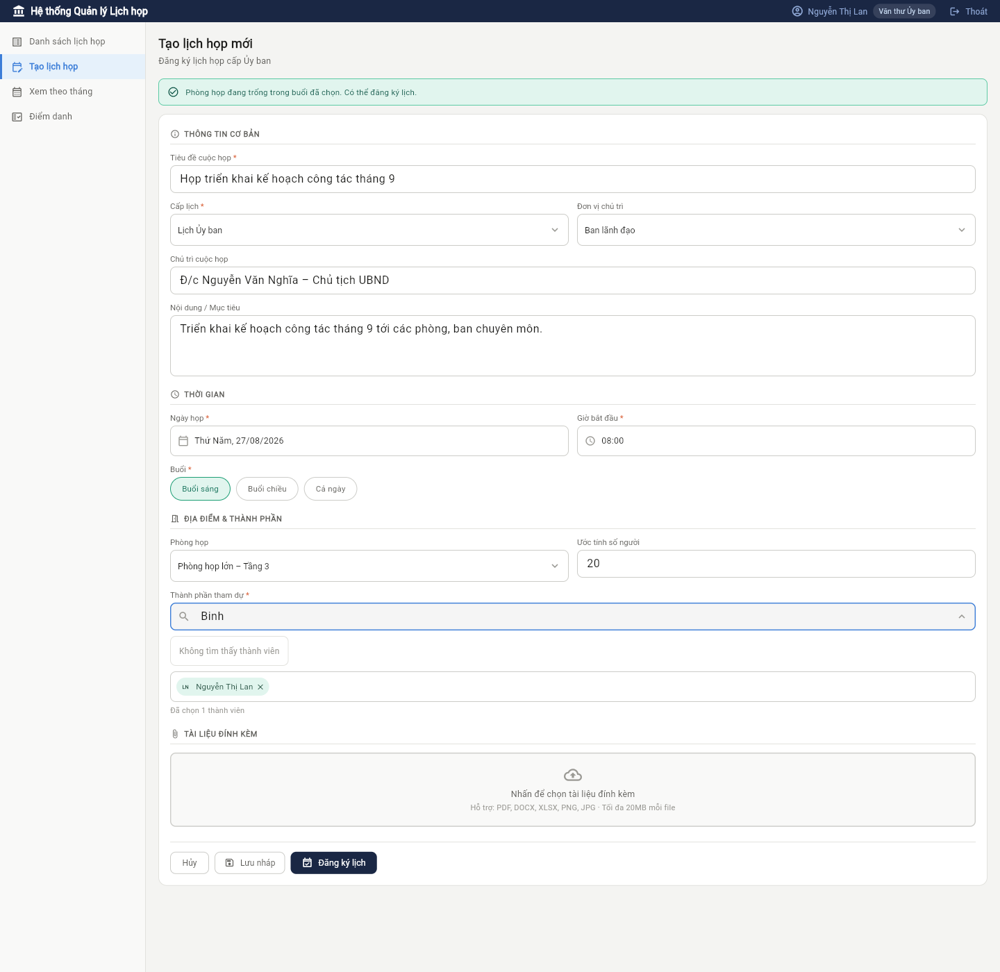 Hệ thống Quản lý Lịch họp
Nguyễn Thị Lan
Văn thư Ủy ban
Thoát
Danh sách lịch họp
Tạo lịch họp
Xem theo tháng
Điểm danh
Tạo lịch họp mới
Đăng ký lịch họp cấp Ủy ban
Phòng họp đang trống trong buổi đã chọn. Có thể đăng ký lịch.
THÔNG TIN CƠ BẢN
Tiêu đề cuộc họp *
Họp triển khai kế hoạch công tác tháng 9
Cấp lịch *
Đơn vị chủ trì
Lịch Ủy ban
Ban lãnh đạo
Chủ trì cuộc họp
Đ/c Nguyễn Văn Nghĩa – Chủ tịch UBND
Nội dung / Mục tiêu
Triển khai kế hoạch công tác tháng 9 tới các phòng, ban chuyên môn.
THỜI GIAN
Ngày họp *
Giờ bắt đầu *
Thứ Năm, 27/08/2026
08:00
Buổi *
Buổi sáng
Buổi chiều
Cả ngày
ĐỊA ĐIỂM & THÀNH PHẦN
Phòng họp
Ước tính số người
Phòng họp lớn – Tầng 3
20
Thành phần tham dự *
Binh
Không tìm thấy thành viên
LN Nguyễn Thị Lan
Đã chọn 1 thành viên
TÀI LIỆU ĐÍNH KÈM
Nhấn để chọn tài liệu đính kèm
Hỗ trợ: PDF, DOCX, XLSX, PNG, JPG · Tối đa 20MB mỗi file
Hủy
Lưu nháp
Đăng ký lịch